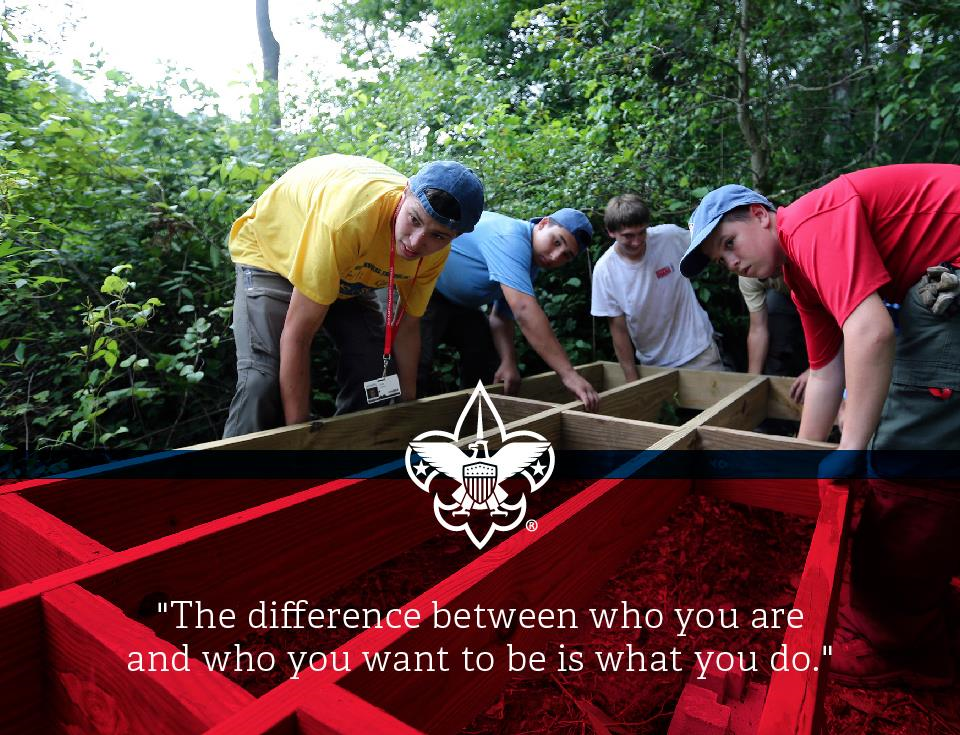 ®
"The difference between who you are
and who you want to be is what you do."